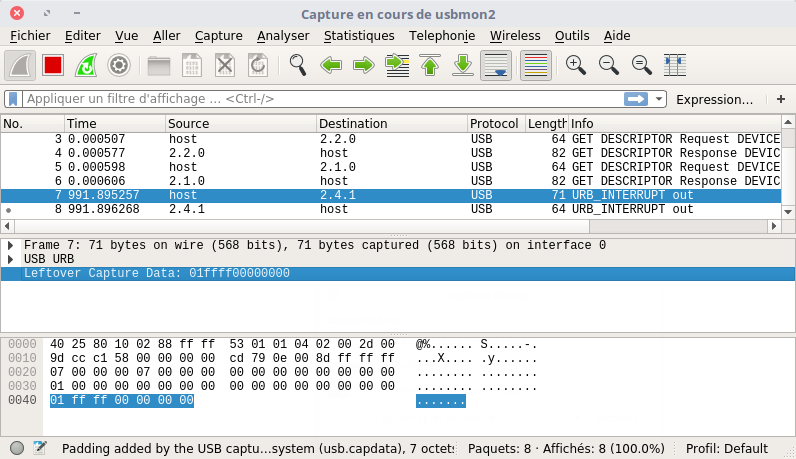 Capture en cours de usbmon2
Fichier Editer Vue Aller Capture Analyser Statistiques Telephonie Wireless Outils Aide
Appliquer un filtre d'affichage … <Ctrl-/> Expression… +
No. Time Source Destination Protocol Length Info
3 0.000507 host 2.2.0 USB 64 GET DESCRIPTOR Request DEVICE
4 0.000577 2.2.0 host USB 82 GET DESCRIPTOR Response DEVIC
5 0.000598 host 2.1.0 USB 64 GET DESCRIPTOR Request DEVICE
6 0.000606 2.1.0 host USB 82 GET DESCRIPTOR Response DEVIC
7 991.895257 host 2.4.1 USB 71 URB_INTERRUPT out
8 991.896268 2.4.1 host USB 64 URB_INTERRUPT out
Frame 7: 71 bytes on wire (568 bits), 71 bytes captured (568 bits) on interface 0
USB URB
Leftover Capture Data: 01ffff00000000
0000 40 25 80 10 02 88 ff ff 53 01 01 04 02 00 2d 00 @%...... S.....-.
0010 9d cc c1 58 00 00 00 00 cd 79 0e 00 8d ff ff ff ...X.... .y......
0020 07 00 00 00 07 00 00 00 00 00 00 00 00 00 00 00 ........ ........
0030 01 00 00 00 00 00 00 00 00 00 00 00 00 00 00 00 ........ ........
0040 01 ff ff 00 00 00 00 .......
Padding added by the USB captu…system (usb.capdata), 7 octets Paquets: 8 · Affichés: 8 (100.0%) Profil: Default